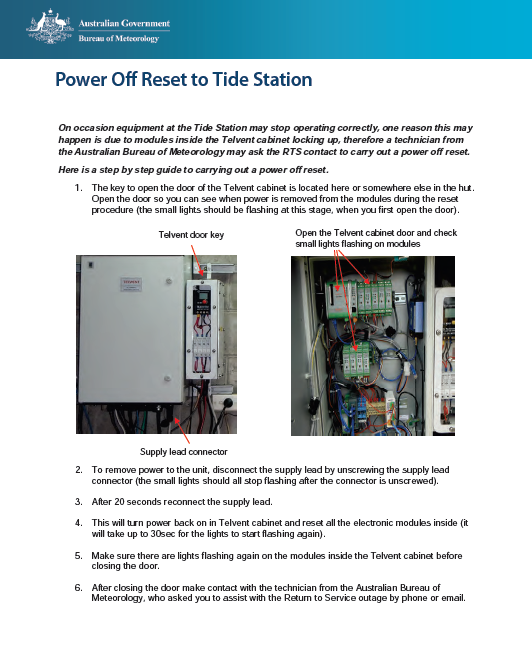 Australian Government
Bureau of Meteorology
Power Off Reset to Tide Station
On occasion equipment at the Tide Station may stop operating correctly, one reason this may
happen is due to modules inside the Telvent cabinet locking up, therefore a technician from
the Australian Bureau of Meteorology may ask the RTS contact to carry out a power off reset.
Here is a step by step guide to carrying out a power off reset.
1. The key to open the door of the Telvent cabinet is located here or somewhere else in the hut.
Open the door so you can see when power is removed from the modules during the reset
procedure (the small lights should be flashing at this stage, when you first open the door).
Telvent door key
Open the Telvent cabinet door and check
small lights flashing on modules
TELVENT
Supply lead connector
2. To remove power to the unit, disconnect the supply lead by unscrewing the supply lead
connector (the small lights should all stop flashing after the connector is unscrewed).
3. After 20 seconds reconnect the supply lead.
4. This will turn power back on in Telvent cabinet and reset all the electronic modules inside (it
will take up to 30sec for the lights to start flashing again).
5. Make sure there are lights flashing again on the modules inside the Telvent cabinet before
closing the door.
6. After closing the door make contact with the technician from the Australian Bureau of
Meteorology, who asked you to assist with the Return to Service outage by phone or email.